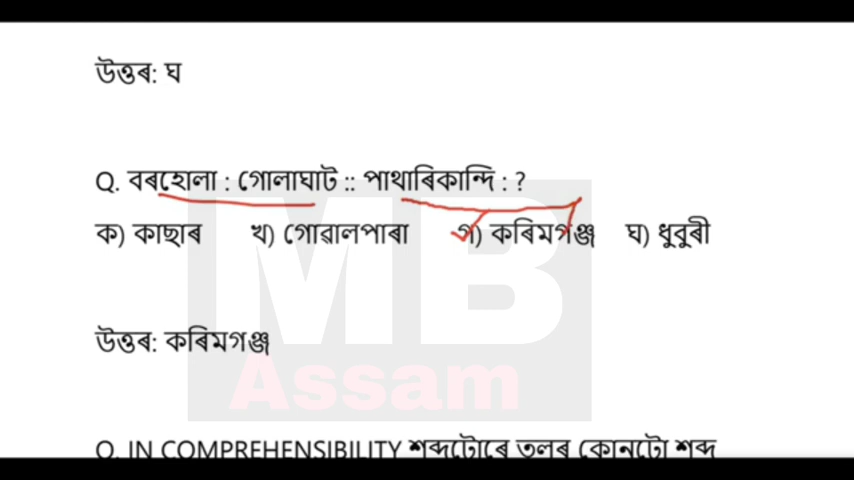 উত্তৰ: ঘ
Q. বৰহোলা : গোলাঘাট :: পাথাৰিকান্দি : ?
ক) কাছাৰ খ) গোৱালপাৰা গ) কৰিমগঞ্জ ঘ) ধুবুৰী
উত্তৰ: কৰিমগঞ্জ
MB
Assam
Q. IN COMPREHENSIBILITY শব্দটোৰে তলৰ কোনটো শব্দ